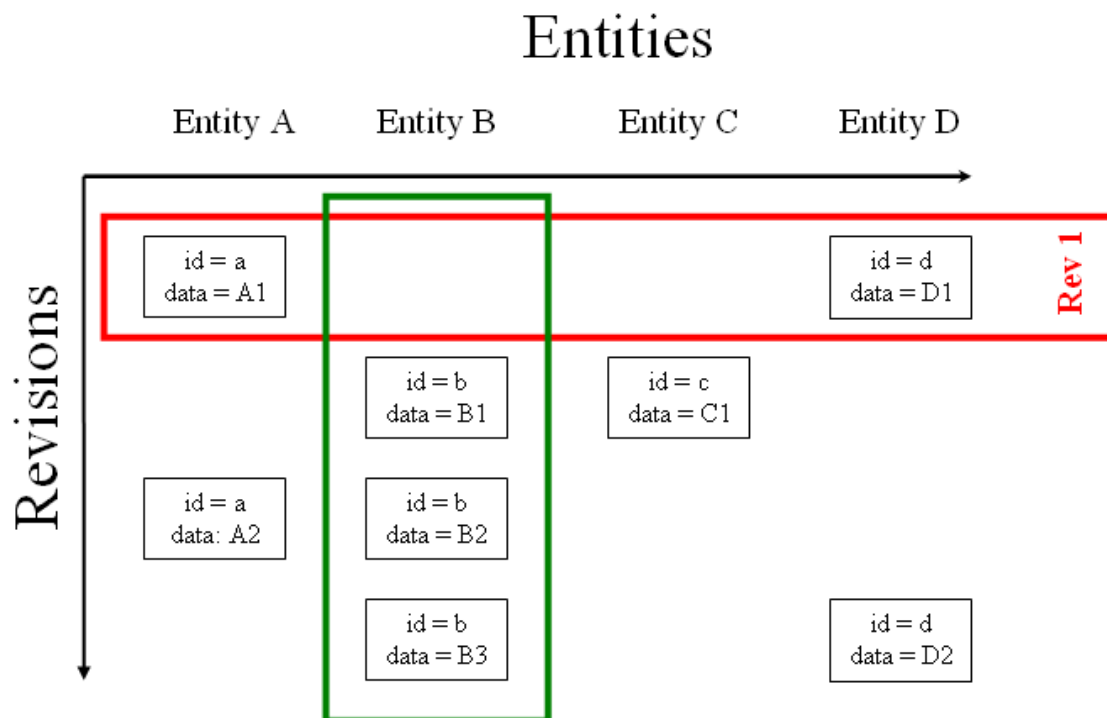 Entities
Entity A
Entity B
Entity C
Entity D
Revisions
id = a
data = A1
id = d
data = D1
Rev 1
id = b
data = B1
id = c
data = C1
id = a
data: A2
id = b
data = B2
id = b
data = B3
id = d
data = D2